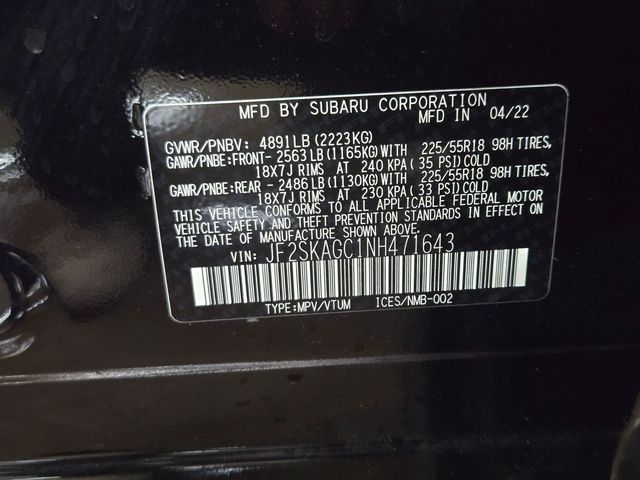 MFD BY SUBARU CORPORATION
MFD IN 04/22
GVWR/PNBV: 4891LB (2223KG)
GAWR/PNBE:FRONT- 2563LB (1165KG)WITH 225/55R18 98H TIRES,
18X7J RIMS AT 240 KPA (35 PSI)COLD
GAWR/PNBE:REAR - 2486LB (1130KG)WITH 225/55R18 98H TIRES,
18X7J RIMS AT 230 KPA (33 PSI)COLD
THIS VEHICLE CONFORMS TO ALL APPLICABLE FEDERAL MOTOR
VEHICLE SAFETY AND THEFT PREVENTION STANDARDS IN EFFECT ON
THE DATE OF MANUFACTURE SHOWN ABOVE.
VIN: JF2SKAGC1NH471643
TYPE:MPV/VTUM ICES/NMB-002